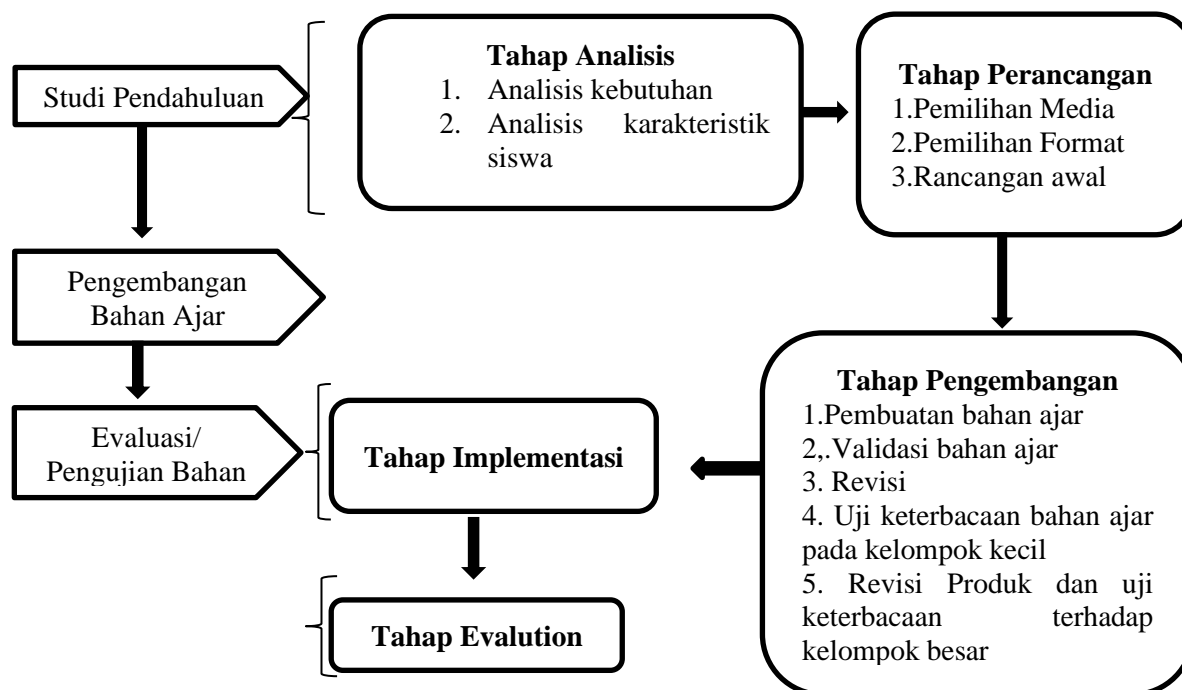 Studi Pendahuluan
Tahap Analisis
1. Analisis kebutuhan
2. Analisis karakteristik
siswa
Tahap Perancangan
1.Pemilihan Media
2.Pemilihan Format
3.Rancangan awal
Pengembangan
Bahan Ajar
Tahap Pengembangan
1.Pembuatan bahan ajar
2,.Validasi bahan ajar
3. Revisi
4. Uji keterbacaan bahan ajar
pada kelompok kecil
5. Revisi Produk dan uji
keterbacaan terhadap
kelompok besar
Evaluasi/
Pengujian Bahan
Tahap Implementasi
Tahap Evalution